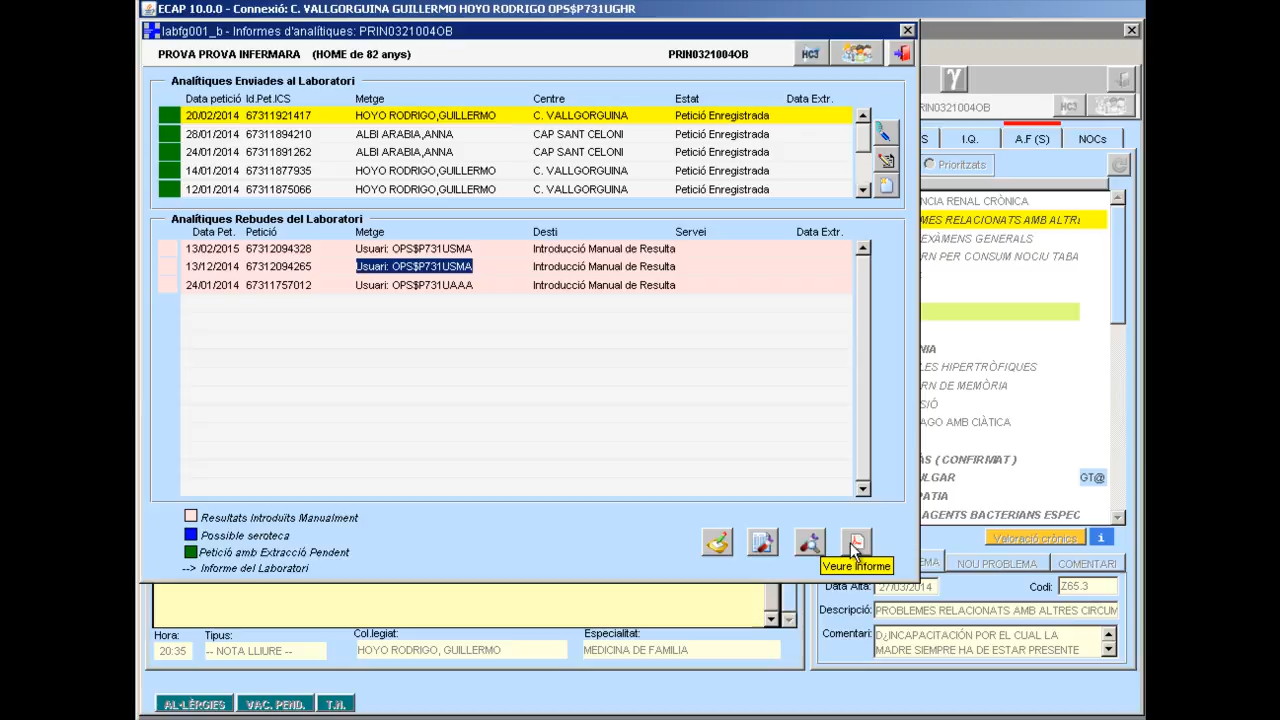 ECAP 10.0.0 - Connexió: C. VALLGORGUINA GUILLERMO HOYO RODRIGO OPS$P731UGHR
labfg001_b - Informes d'analítiques: PRIN0321004OB
PROVA PROVA INFERMARA (HOME de 82 anys) PRIN0321004OB HC3
Analítiques Enviades al Laboratori
Data petició Id.Pet.ICS Metge Centre Estat Data Extr.
20/02/2014 67311921417 HOYO RODRIGO,GUILLERMO C. VALLGORGUINA Petició Enregistrada
28/01/2014 67311894210 ALBI ARABIA,ANNA CAP SANT CELONI Petició Enregistrada
24/01/2014 67311891262 ALBI ARABIA,ANNA CAP SANT CELONI Petició Enregistrada
14/01/2014 67311877935 HOYO RODRIGO,GUILLERMO C. VALLGORGUINA Petició Enregistrada
12/01/2014 67311875066 HOYO RODRIGO,GUILLERMO C. VALLGORGUINA Petició Enregistrada
Analítiques Rebudes del Laboratori
Data Pet. Petició Metge Desti Servei Data Extr.
13/02/2015 67312094328 Usuari: OPS$P731USMA Introducció Manual de Resulta
13/12/2014 67312094265 Usuari: OPS$P731USMA Introducció Manual de Resulta
24/01/2014 67311757012 Usuari: OPS$P731UAAA Introducció Manual de Resulta
Resultats Introduïts Manualment
Possible seroteca
Petició amb Extracció Pendent
--> Informe del Laboratori
Veure Informe
γ
RIN0321004OB HC3
S I.Q. A.F (S) NOCs
Prioritzats
NCIA RENAL CRÒNICA
MES RELACIONATS AMB ALTRE
EXÀMENS GENERALS
RN PER CONSUM NOCIU TABA
NIA
LES HIPERTRÒFIQUES
RN DE MEMÒRIA
SIÓ
AGO AMB CIÀTICA
ÀS ( CONFIRMAT )
ULGAR GT@
PATIA
AGENTS BACTERIANS ESPEC
Valoració crònics i
EMA NOU PROBLEMA COMENTARI
Data Alta: 27/03/2014 Codi: Z65.3
Descripció: PROBLEMES RELACIONATS AMB ALTRES CIRCUM
Comentari: D¿INCAPACITACIÓN POR EL CUAL LA
MADRE SIEMPRE HA DE ESTAR PRESENTE
Hora: Tipus: Col.legiat: Especialitat:
20:35 -- NOTA LLIURE -- HOYO RODRIGO, GUILLERMO MEDICINA DE FAMILIA
AL·LÈRGIES VAC. PEND. T.N.